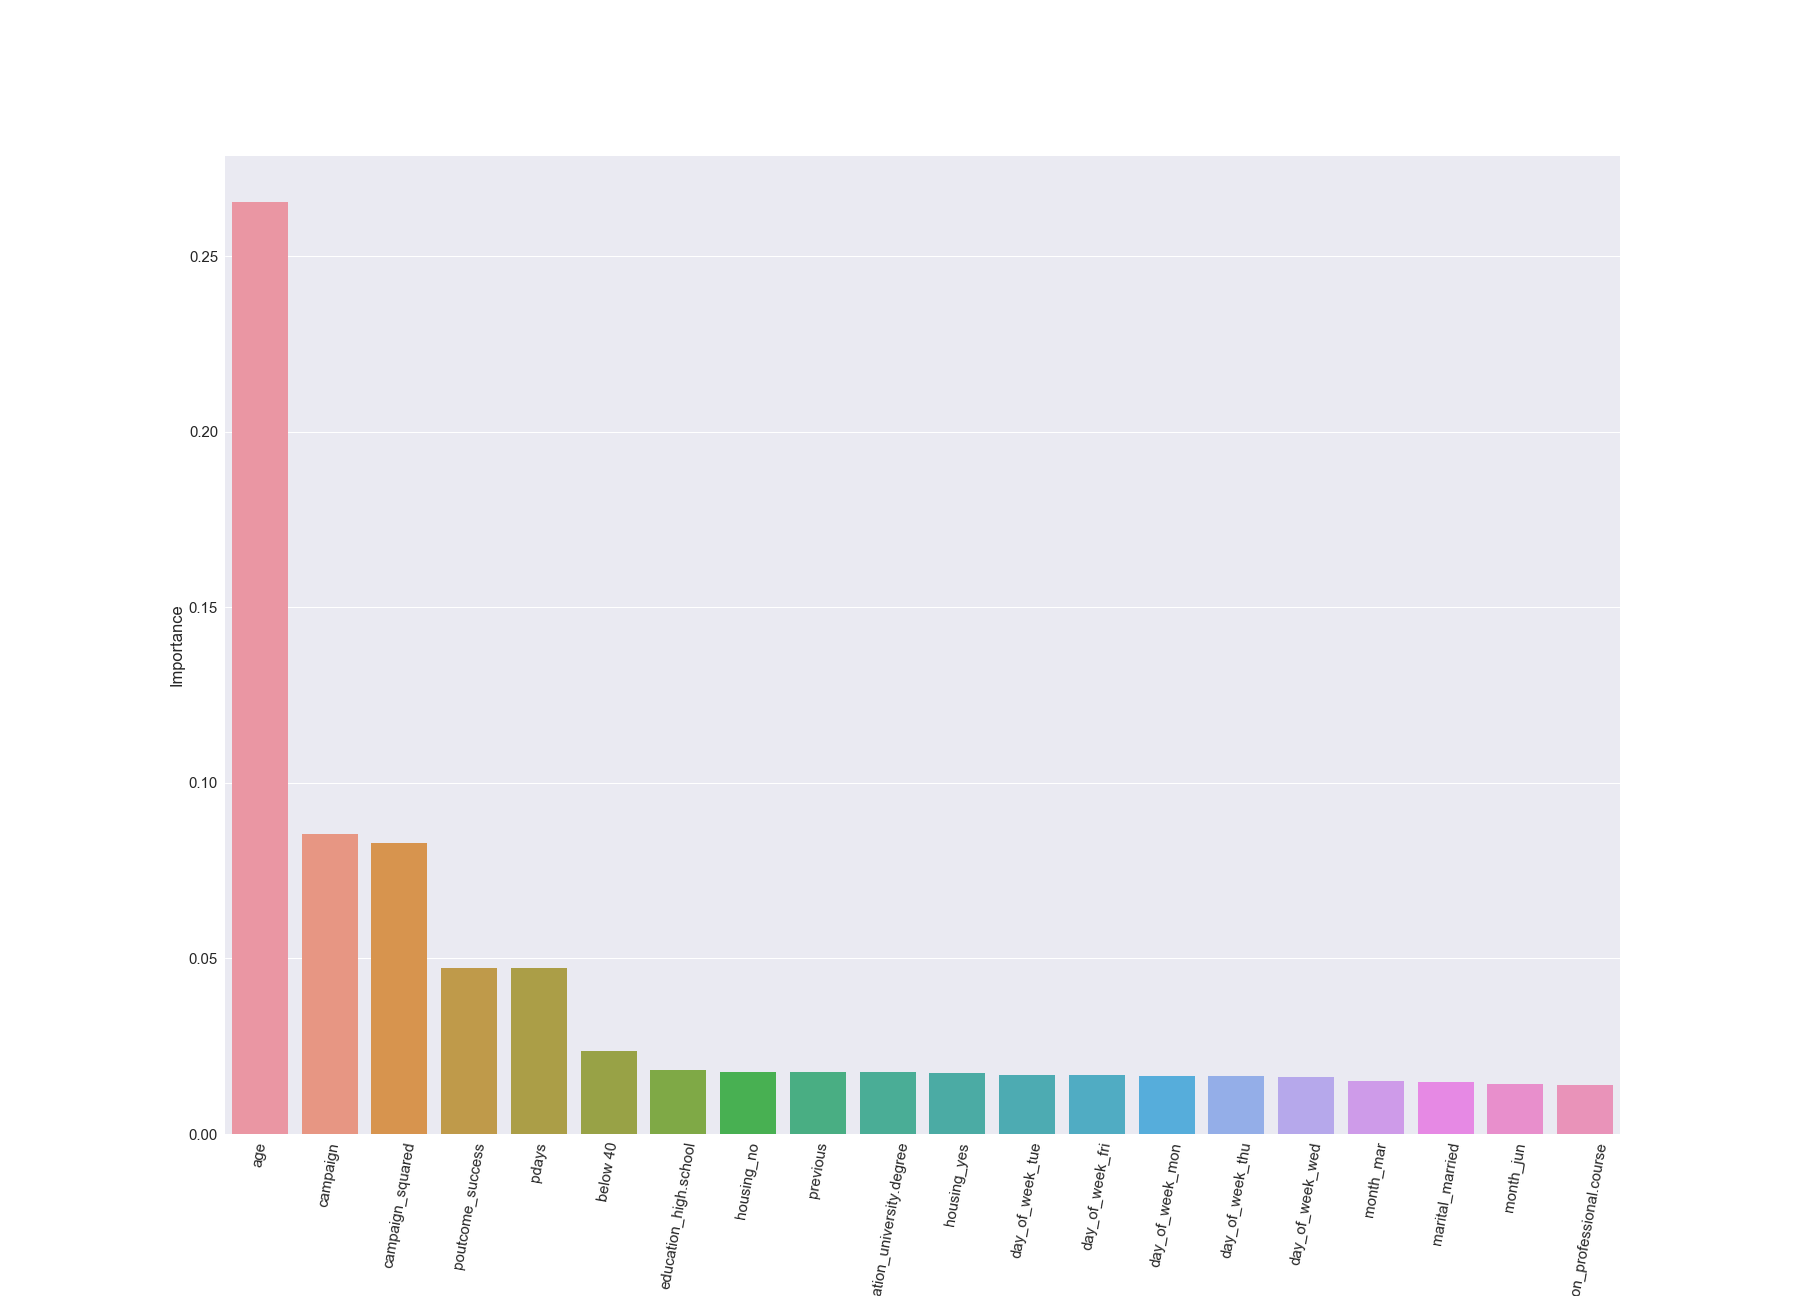 0.25
0.20
0.15
0.10
0.05
0.00
Importance
age
campaign
campaign_squared
poutcome_success
pdays
below 40
education_high.school
housing_no
previous
ation_university.degree
housing_yes
day_of_week_tue
day_of_week_fri
day_of_week_mon
day_of_week_thu
day_of_week_wed
month_mar
marital_married
month_jun
on_professional.course